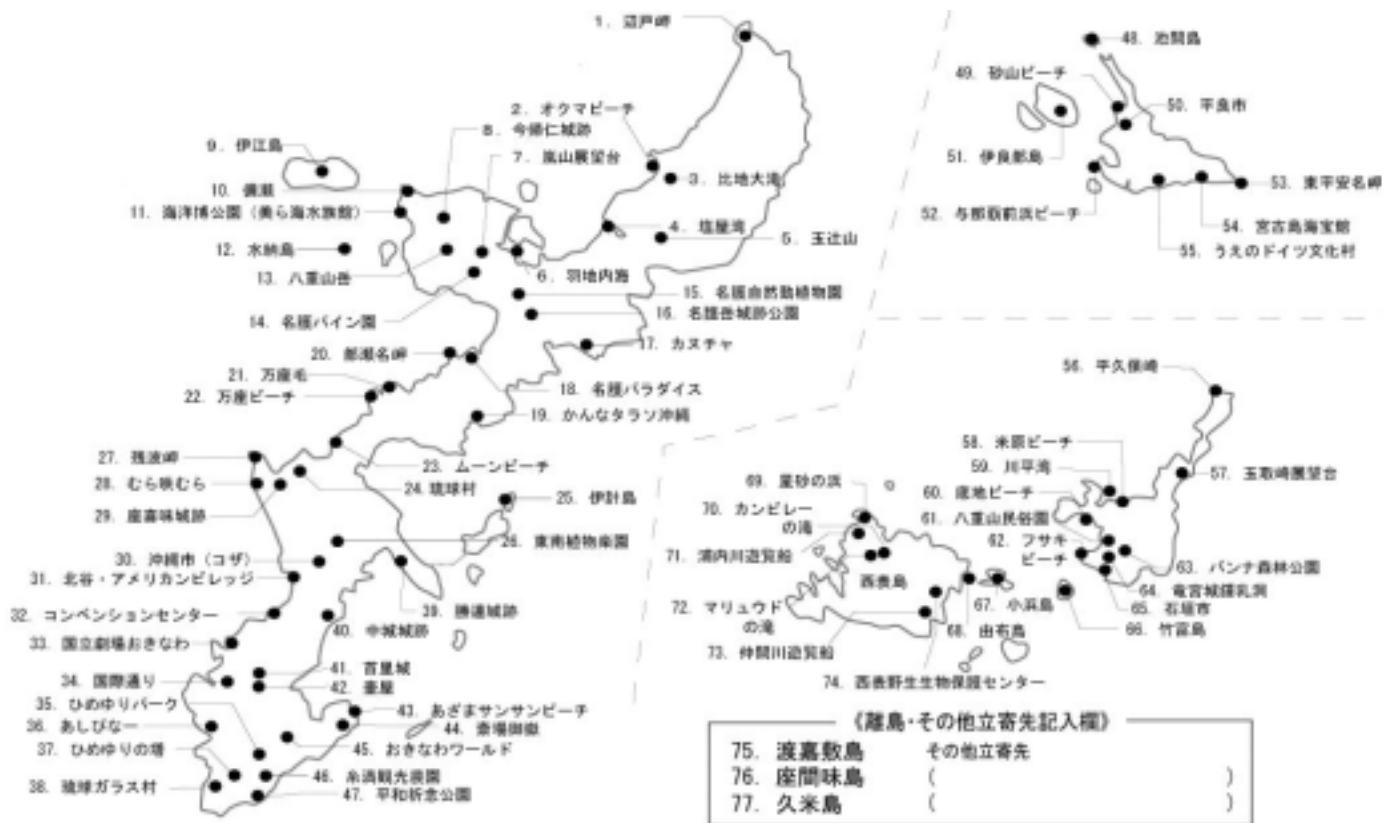 1. 辺戸岬
2. オクマビーチ
8. 今帰仁城跡
7. 嵐山展望台
9. 伊江島
3. 比地大滝
10. 備瀬
11. 海洋博公園(美ら海水族館)
4. 塩屋湾
5. 玉辻山
12. 水納島
13. 八重山岳
6. 羽地内海
15. 名護自然動植物園
14. 名護パイン園
16. 名護岳城跡公園
20. 部瀬名岬
17. カヌチャ
21. 万座毛
22. 万座ビーチ
18. 名護パラダイス
19. かんなタラソ沖縄
27. 残波岬
23. ムーンビーチ
28. むら咲むら
24. 琉球村
25. 伊計島
29. 座喜味城跡
26. 東南植物楽園
30. 沖縄市(コザ)
31. 北谷・アメリカンビレッジ
32. コンベンションセンター
39. 勝連城跡
40. 中城城跡
33. 国立劇場おきなわ
41. 首里城
34. 国際通り
42. 壷屋
35. ひめゆりパーク
43. あざまサンサンビーチ
36. あしびなー
44. 斎場御嶽
37. ひめゆりの塔
45. おきなわワールド
46. 糸満観光農園
38. 琉球ガラス村
47. 平和祈念公園
48. 池間島
49. 砂山ビーチ
50. 平良市
51. 伊良部島
53. 東平安名岬
52. 与那覇前浜ビーチ
54. 宮古島海宝館
55. うえのドイツ文化村
56. 平久保崎
58. 米原ビーチ
59. 川平湾
57. 玉取崎展望台
60. 底地ビーチ
61. 八重山民俗園
62. フサキ
ビーチ
63. バンナ森林公園
64. 竜宮城鍾乳洞
65. 石垣市
66. 竹富島
69. 星砂の浜
70. カンビレー
の滝
71. 浦内川遊覧船
西表島
67. 小浜島
72. マリュウド
の滝
68. 由布島
73. 仲間川遊覧船
74. 西表野生生物保護センター
《離島・その他立寄先記入欄》
75. 渡嘉敷島 その他立寄先
76. 座間味島 ( )
77. 久米島 ( )